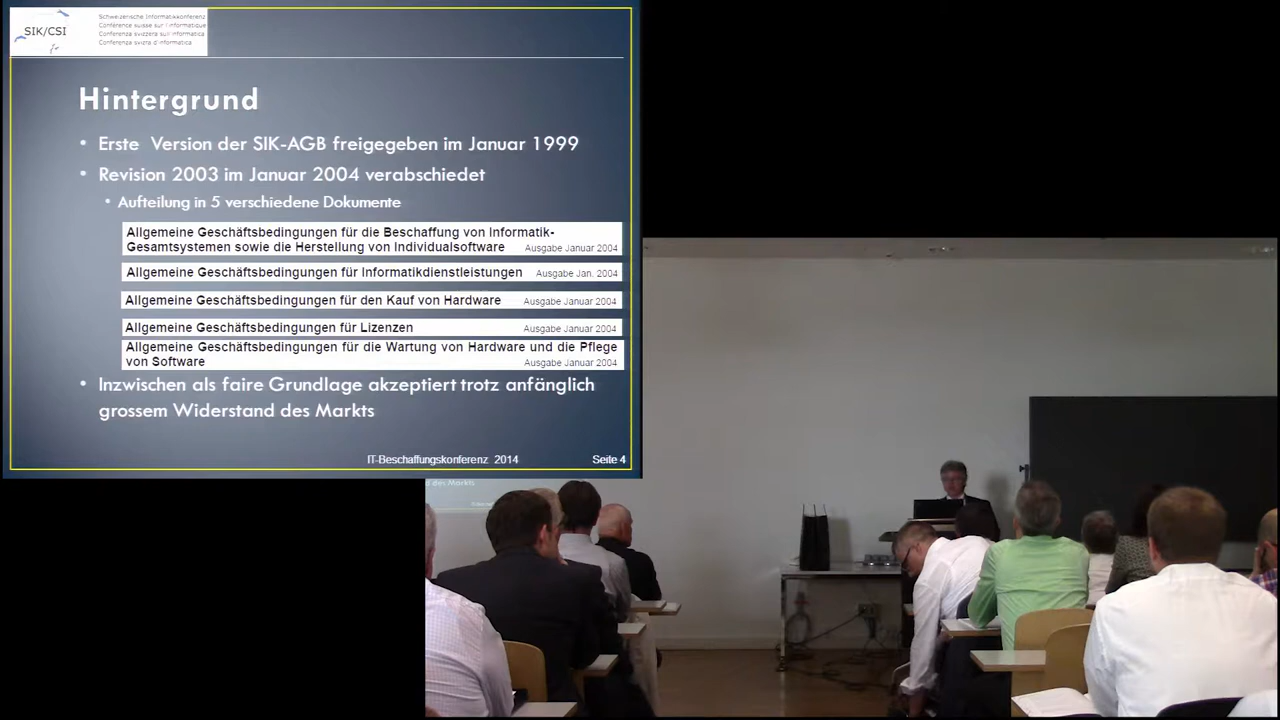 SIK/CSI
Schweizerische Informatikkonferenz
Conférence suisse sur l'informatique
Conferenza svizzera sull'informatica
Conferenza svizra d'informatica
Hintergrund
• Erste Version der SIK-AGB freigegeben im Januar 1999
• Revision 2003 im Januar 2004 verabschiedet
• Aufteilung in 5 verschiedene Dokumente
Allgemeine Geschäftsbedingungen für die Beschaffung von Informatik-
Gesamtsystemen sowie die Herstellung von Individualsoftware Ausgabe Januar 2004
Allgemeine Geschäftsbedingungen für Informatikdienstleistungen Ausgabe Jan. 2004
Allgemeine Geschäftsbedingungen für den Kauf von Hardware Ausgabe Januar 2004
Allgemeine Geschäftsbedingungen für Lizenzen Ausgabe Januar 2004
Allgemeine Geschäftsbedingungen für die Wartung von Hardware und die Pflege
von Software Ausgabe Januar 2004
• Inzwischen als faire Grundlage akzeptiert trotz anfänglich
grossem Widerstand des Markts
IT-Beschaffungskonferenz 2014 Seite 4
des Markts